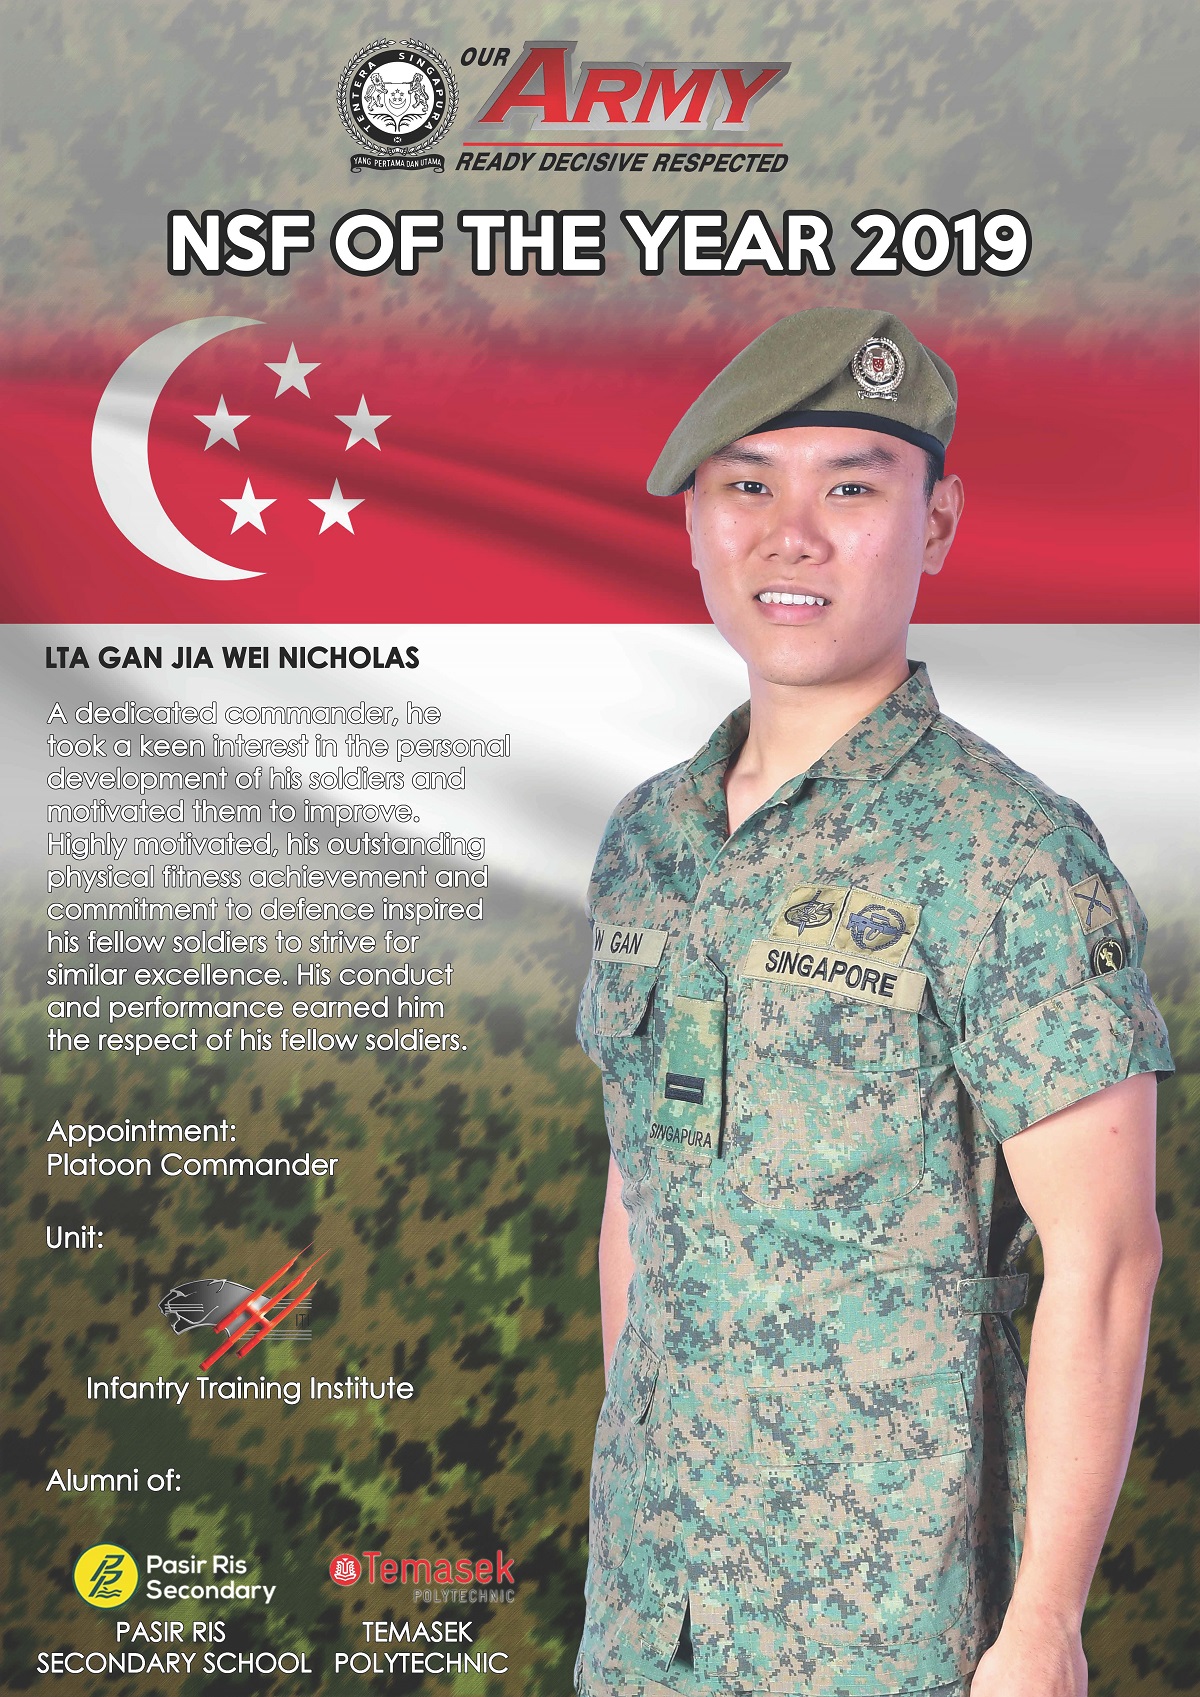 TENTERA SINGAPURA
YANG PERTAMA DAN UTAMA
OUR ARMY
READY DECISIVE RESPECTED
NSF OF THE YEAR 2019
LTA GAN JIA WEI NICHOLAS
A dedicated commander, he
took a keen interest in the personal
development of his soldiers and
motivated them to improve.
Highly motivated, his outstanding
physical fitness achievement and
commitment to defence inspired
his fellow soldiers to strive for
similar excellence. His conduct
and performance earned him
the respect of his fellow soldiers.
W GAN
SINGAPORE
SINGAPURA
Appointment:
Platoon Commander
Unit:
ITI
Infantry Training Institute
Alumni of:
Pasir Ris
Secondary
PASIR RIS
SECONDARY SCHOOL
Temasek
POLYTECHNIC
TEMASEK
POLYTECHNIC